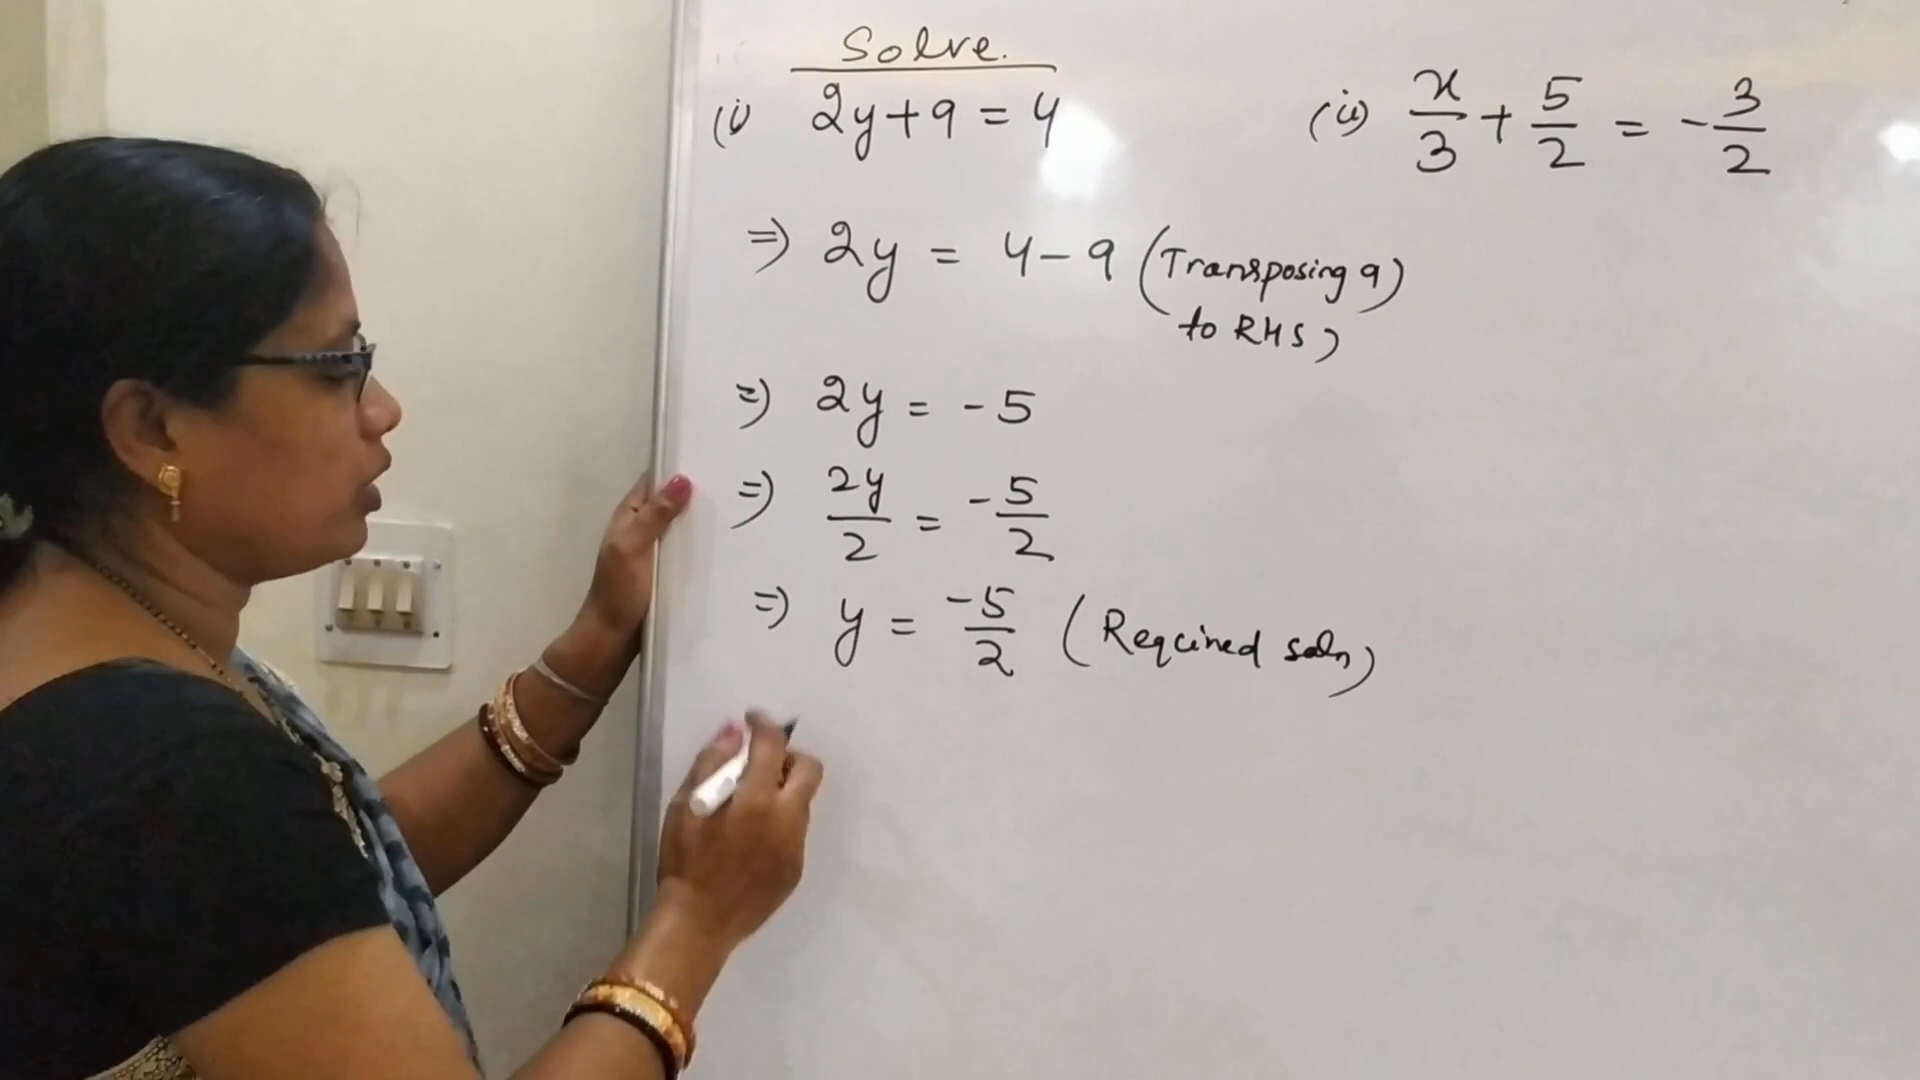 Solve.
(i) 2y+9 = 4
⇒ 2y = 4-9 (Transposing 9)
to RHS)
⇒ 2y = -5
⇒ 2y/2 = -5/2
⇒ y = -5/2 (Required soln)
(ii) x/3 + 5/2 = -3/2